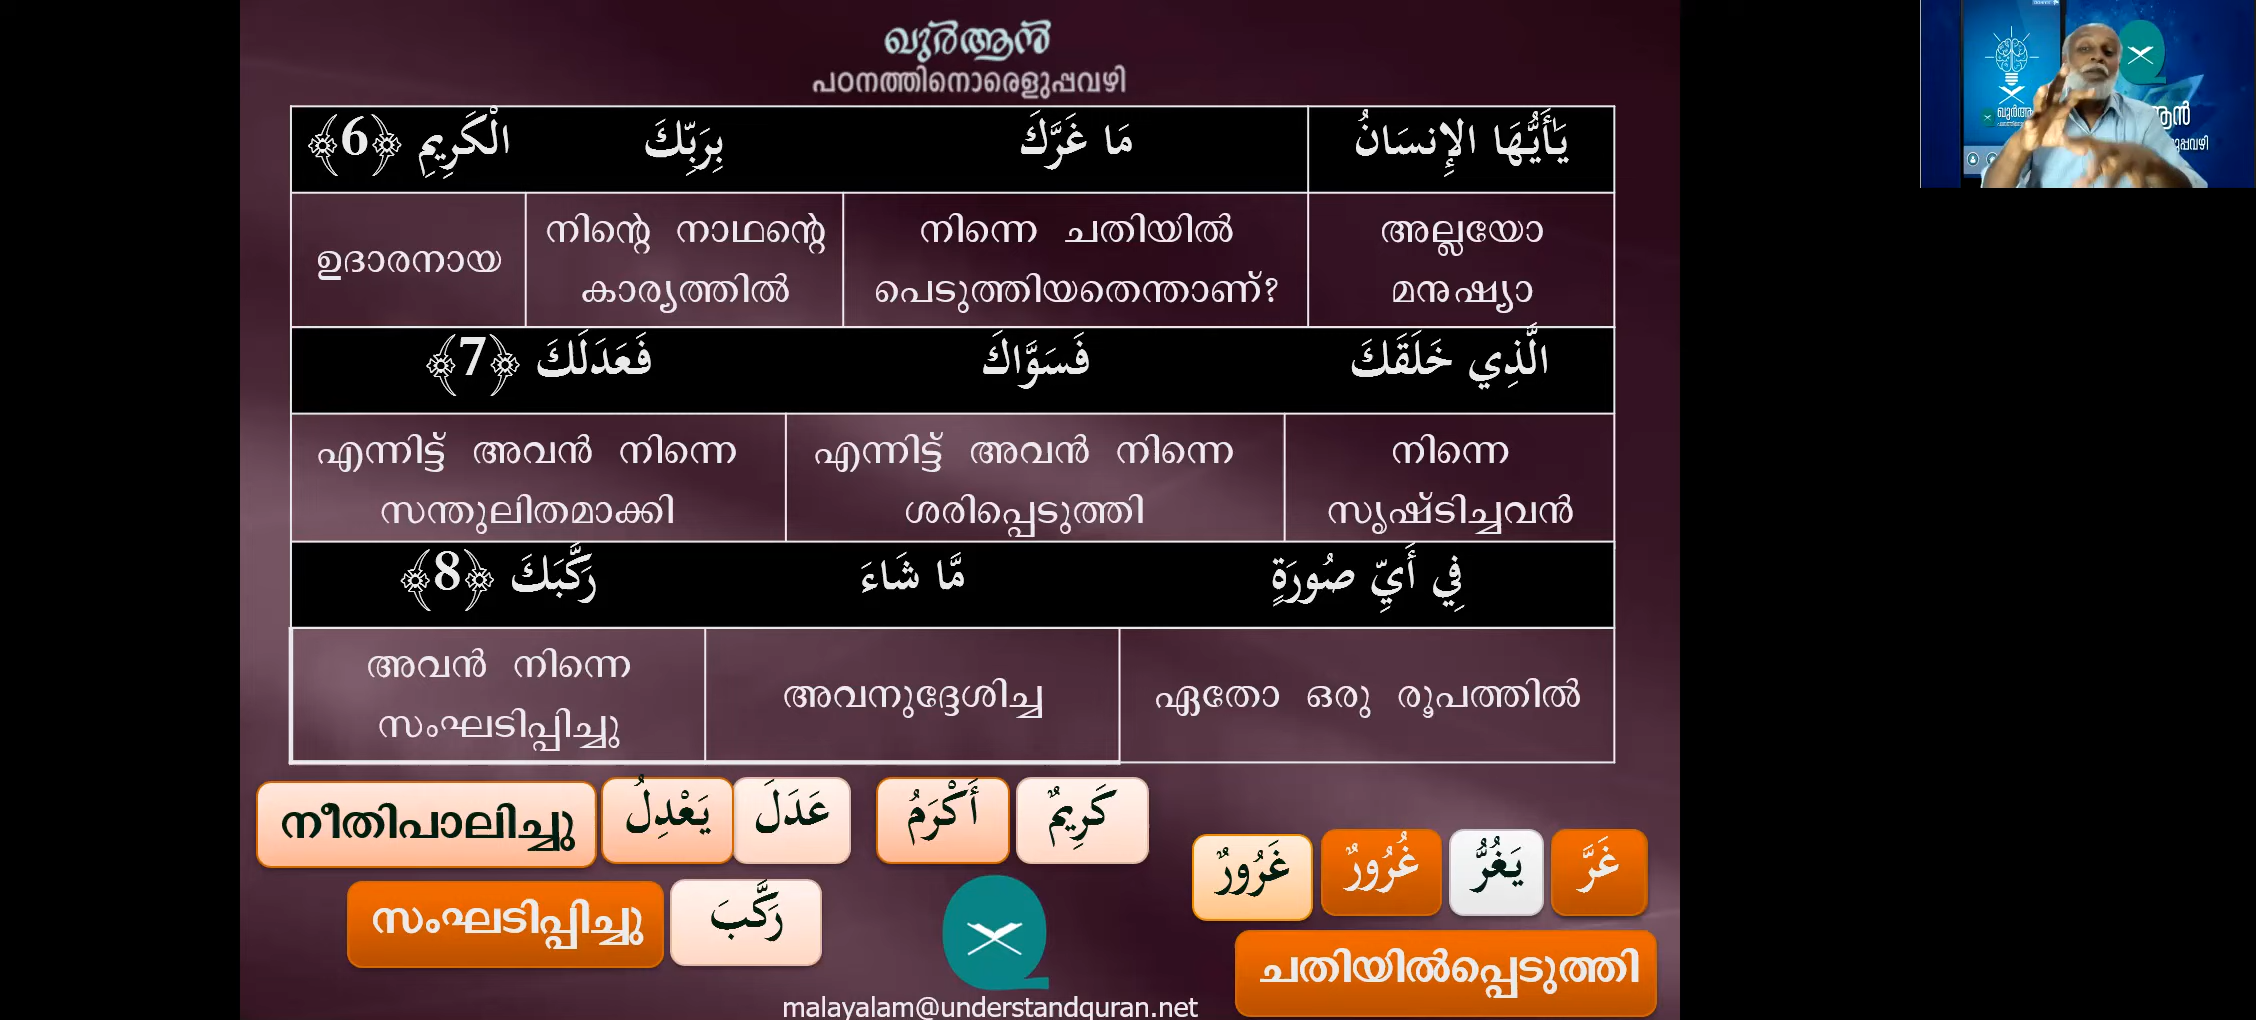 ഖുർആൻ
പഠനത്തിനൊരെളുപ്പവഴി
يَٰأَيُّهَا الإِنسَانُ مَا غَرَّكَ بِرَبِّكَ الْكَرِيمِ ﴿6﴾
അല്ലയോ മനുഷ്യാ
നിന്നെ ചതിയിൽ പെടുത്തിയതെന്താണ്?
നിന്റെ നാഥന്റെ കാര്യത്തിൽ
ഉദാരനായ
الَّذِي خَلَقَكَ فَسَوَّاكَ فَعَدَلَكَ ﴿7﴾
നിന്നെ സൃഷ്ടിച്ചവൻ
എന്നിട്ട് അവൻ നിന്നെ ശരിപ്പെടുത്തി
എന്നിട്ട് അവൻ നിന്നെ സന്തുലിതമാക്കി
فِي أَيِّ صُورَةٍ مَّا شَاءَ رَكَّبَكَ ﴿8﴾
ഏതോ ഒരു രൂപത്തിൽ
അവനുദ്ദേശിച്ച
അവൻ നിന്നെ സംഘടിപ്പിച്ചു
كَرِيمٌ أَكْرَمُ
عَدَلَ يَعْدِلُ നീതിപാലിച്ചു
غَرَّ يَغُرُّ غُرُورٌ غَرُورٌ
ചതിയിൽപ്പെടുത്തി
رَكَّبَ സംഘടിപ്പിച്ചു
malayalam@understandquran.net